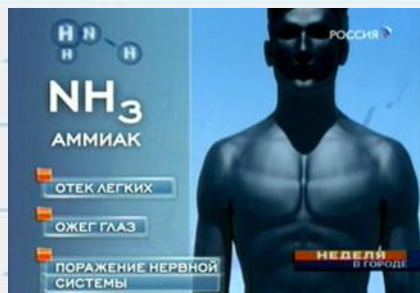 H N H
H
РОССИЯ
NH3
АММИАК
ОТЕК ЛЕГКИХ
ОЖЕГ ГЛАЗ
ПОРАЖЕНИЕ НЕРВНОЙ
СИСТЕМЫ
НЕДЕЛЯ
В ГОРОДЕ